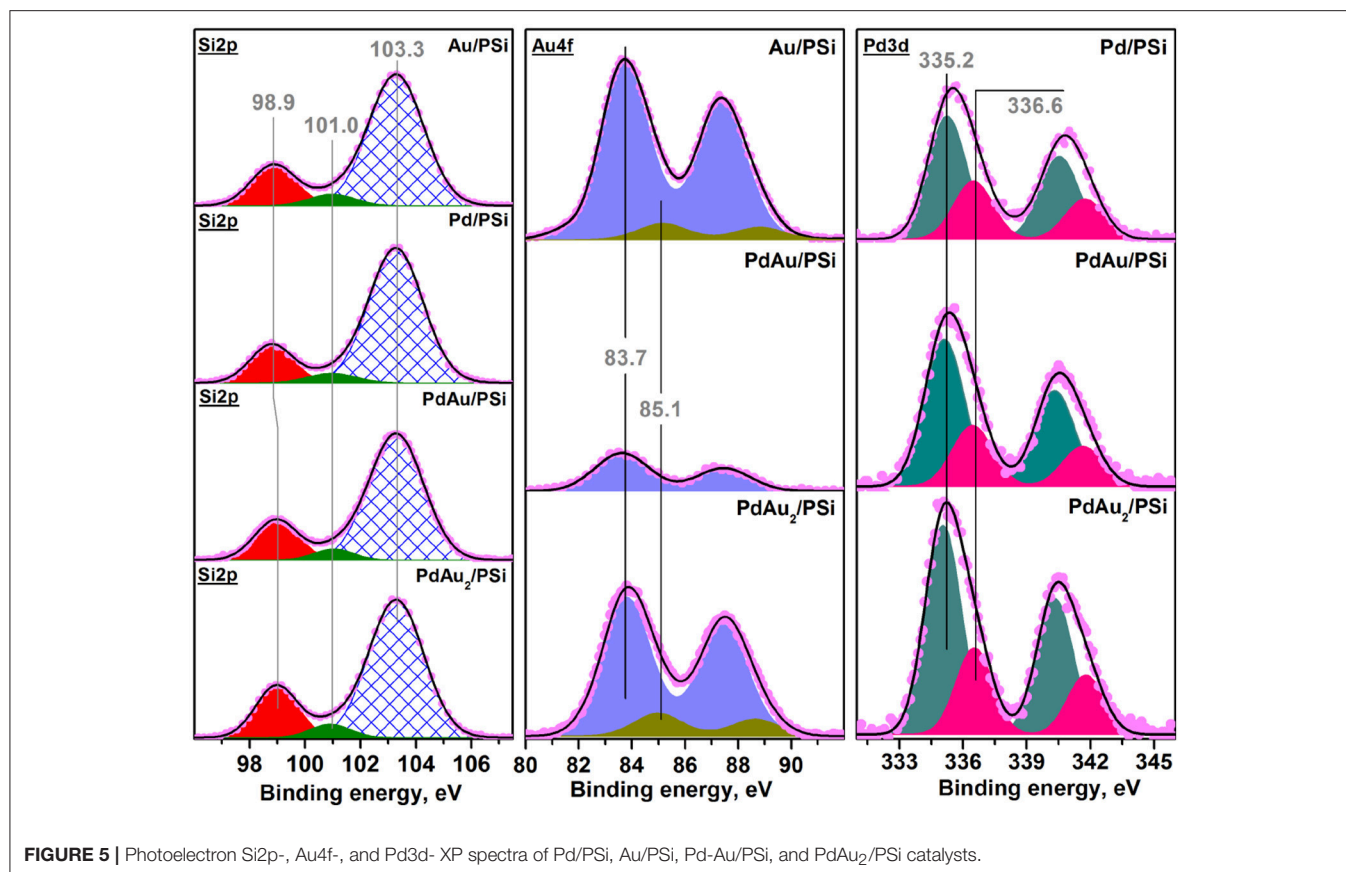 Si2p
Au/PSi
103.3
98.9
101.0
Pd/PSi
Si2p
PdAu/PSi
Si2p
PdAu₂/PSi
98 100 102 104 106
Binding energy, eV
Au4f
Au/PSi
PdAu/PSi
83.7
85.1
PdAu₂/PSi
80 82 84 86 88 90
Binding energy, eV
Pd3d
Pd/PSi
335.2
336.6
PdAu/PSi
PdAu₂/PSi
333 336 339 342 345
Binding energy, eV
Si2p
FIGURE 5 | Photoelectron Si2p-, Au4f-, and Pd3d- XP spectra of Pd/PSi, Au/PSi, Pd-Au/PSi, and PdAu₂/PSi catalysts.